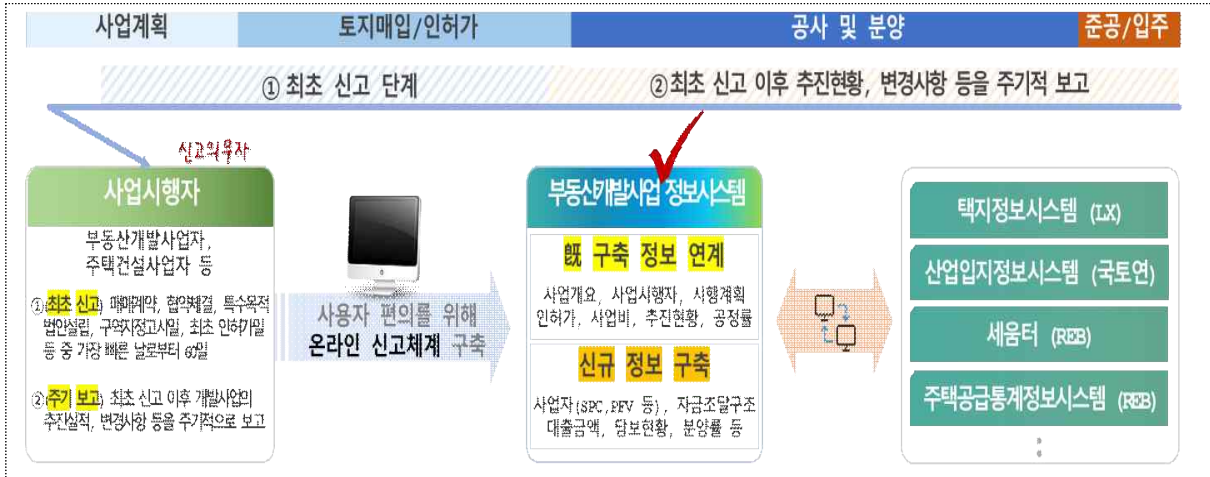 사업계획
토지매입/인허가
공사 및 분양
준공/입주
① 최초 신고 단계
②최초 신고 이후 추진현황, 변경사항 등을 주기적 보고
신고의무자
사업시행자
부동산개발사업자,
주택건설사업자 등
①(최초 신고) 매매계약, 협약체결, 특수목적
법인설립, 구역지정고시일, 최초 인허가일
등 중 가장 빠른 날로부터 60일
②(주기 보고) 최초 신고 이후 개발사업의
추진실적, 변경사항 등을 주기적으로 보고
사용자 편의를 위해
온라인 신고체계 구축
부동산개발사업 정보시스템
旣 구축 정보 연계
사업개요, 사업시행자, 시행계획
인허가, 사업비, 추진현황, 공정률
신규 정보 구축
사업자(SPC,PFV 등), 자금조달구조
대출금액, 담보현황, 분양률 등
택지정보시스템 (LX)
산업입지정보시스템 (국토연)
세움터 (REB)
주택공급통계정보시스템 (REB)
: